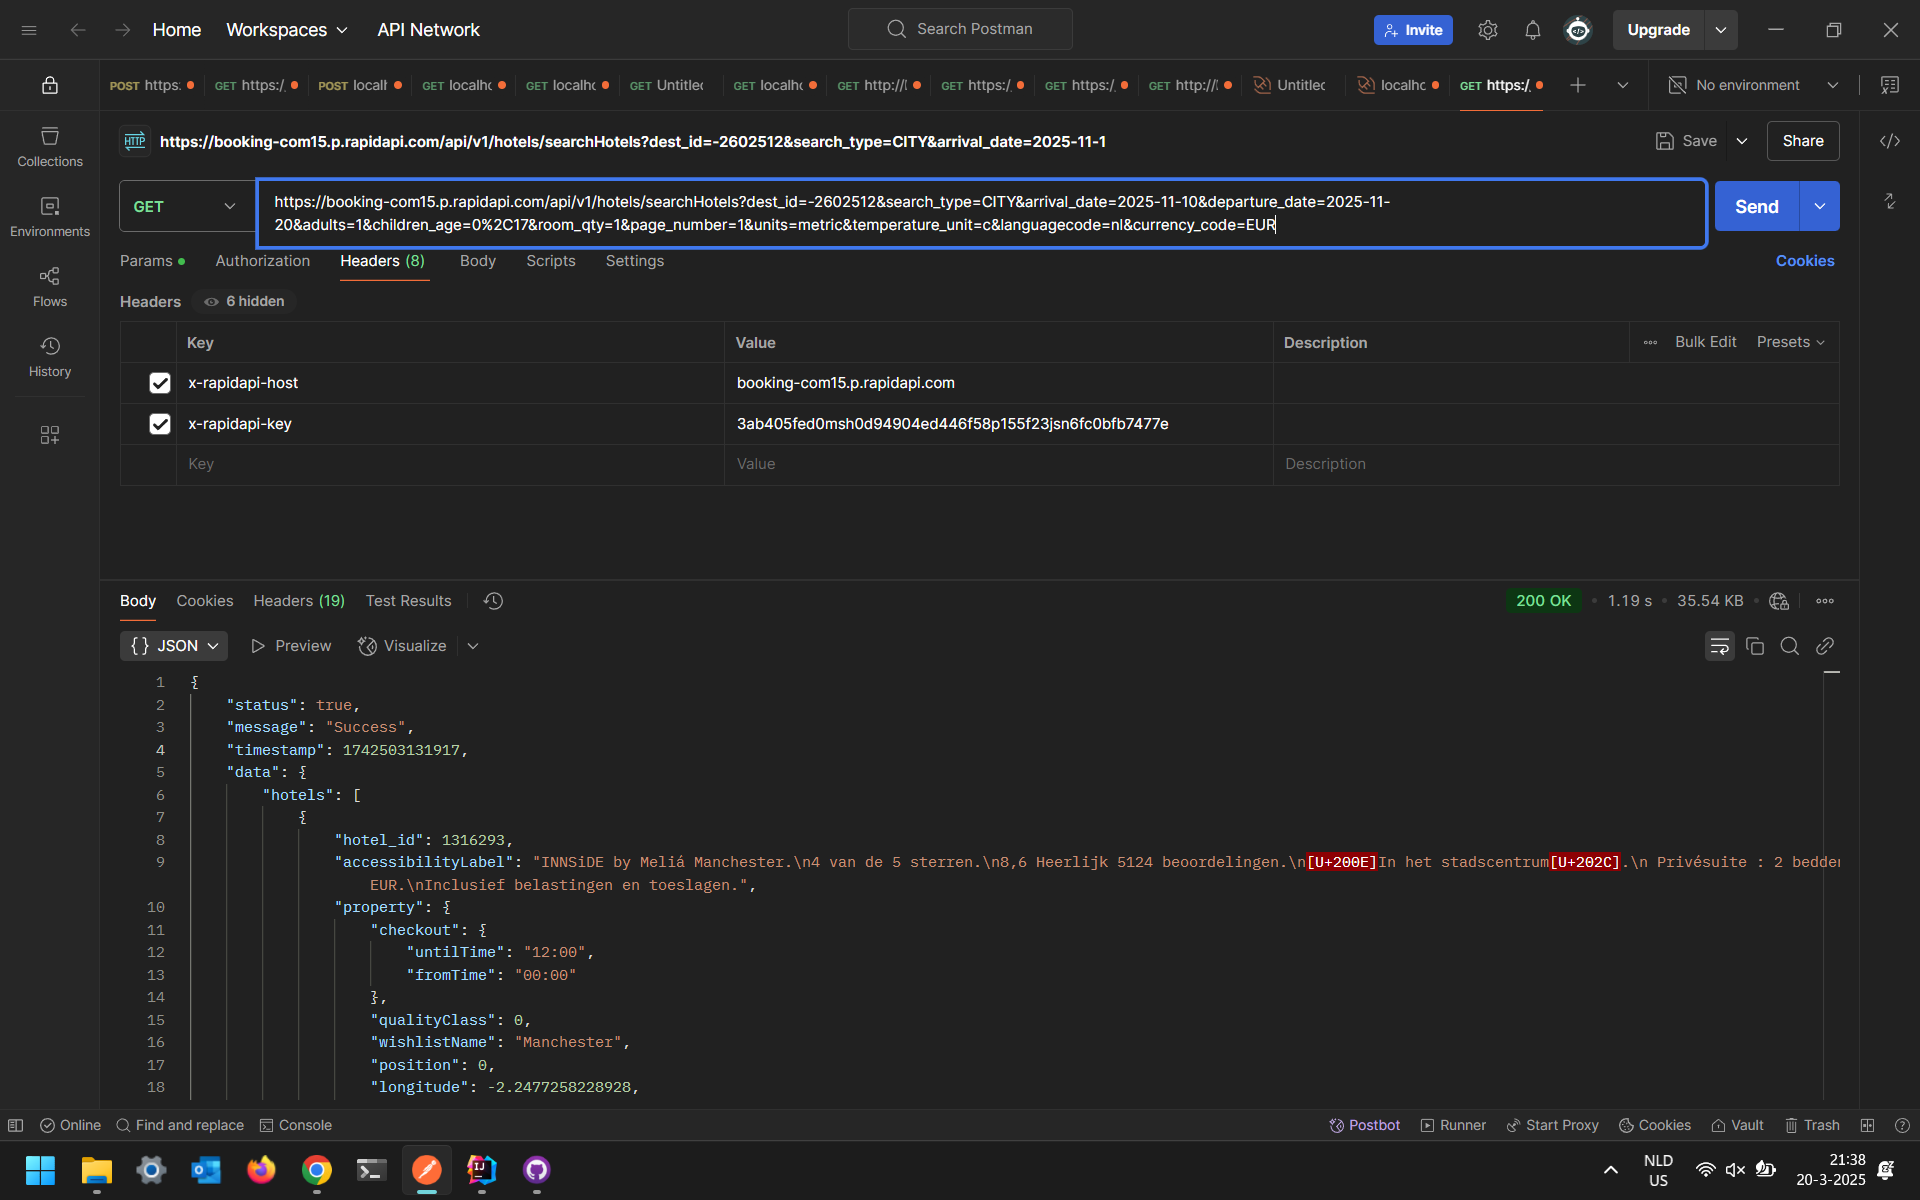 Home Workspaces API Network Search Postman Invite Upgrade
POST https: GET https:/ POST localh GET localhc GET localhc GET Untitlec GET localhc GET http://l GET https:/ GET https:/ GET http://l Untitlec localhc GET https:/ No environment
HTTP https://booking-com15.p.rapidapi.com/api/v1/hotels/searchHotels?dest_id=-2602512&search_type=CITY&arrival_date=2025-11-1 Save Share
Collections
Environments
Flows
History
GET https://booking-com15.p.rapidapi.com/api/v1/hotels/searchHotels?dest_id=-2602512&search_type=CITY&arrival_date=2025-11-10&departure_date=2025-11-
20&adults=1&children_age=0%2C17&room_qty=1&page_number=1&units=metric&temperature_unit=c&languagecode=nl&currency_code=EUR
Send
Params Authorization Headers (8) Body Scripts Settings Cookies
Headers 6 hidden
Key Value Description Bulk Edit Presets
x-rapidapi-host booking-com15.p.rapidapi.com
x-rapidapi-key 3ab405fed0msh0d94904ed446f58p155f23jsn6fc0bfb7477e
Key Value Description
Body Cookies Headers (19) Test Results 200 OK 1.19 s 35.54 KB
{} JSON Preview Visualize
1 {
2 "status": true,
3 "message": "Success",
4 "timestamp": 1742503131917,
5 "data": {
6 "hotels": [
7 {
8 "hotel_id": 1316293,
9 "accessibilityLabel": "INNSiDE by Meliá Manchester.\n4 van de 5 sterren.\n8,6 Heerlijk 5124 beoordelingen.\n[U+200E]In het stadscentrum[U+202C].\n Privésuite : 2 bedden
EUR.\nInclusief belastingen en toeslagen.",
10 "property": {
11 "checkout": {
12 "untilTime": "12:00",
13 "fromTime": "00:00"
14 },
15 "qualityClass": 0,
16 "wishlistName": "Manchester",
17 "position": 0,
18 "longitude": -2.2477258228928,
Online Find and replace Console Postbot Runner Start Proxy Cookies Vault Trash
NLD
US
21:38
20-3-2025